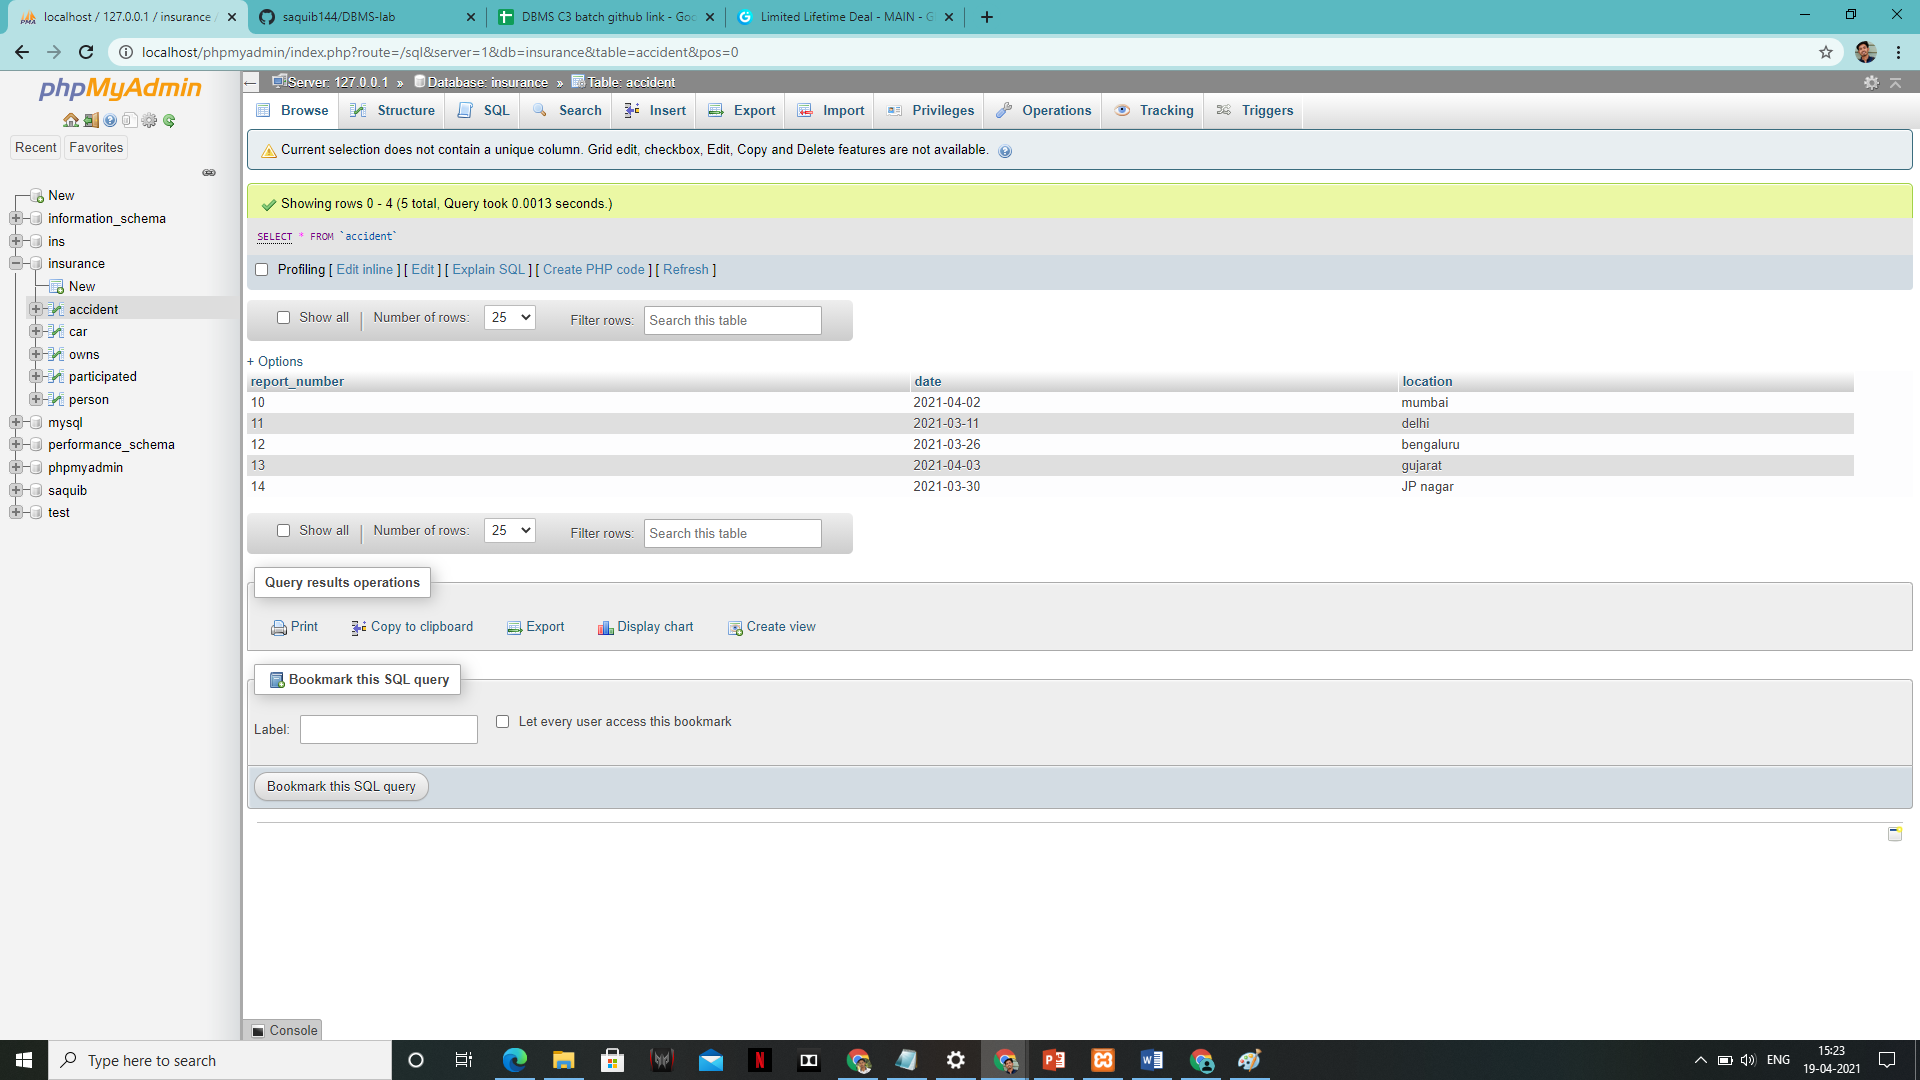 localhost / 127.0.0.1 / insurance /
saquib144/DBMS-lab
DBMS C3 batch github link - Goo
Limited Lifetime Deal - MAIN - G
localhost/phpmyadmin/index.php?route=/sql&server=1&db=insurance&table=accident&pos=0
phpMyAdmin
Recent
Favorites
New
information_schema
ins
insurance
New
accident
car
owns
participated
person
mysql
performance_schema
phpmyadmin
saquib
test
Server: 127.0.0.1 » Database: insurance » Table: accident
Browse Structure SQL Search Insert Export Import Privileges Operations Tracking Triggers
Current selection does not contain a unique column. Grid edit, checkbox, Edit, Copy and Delete features are not available.
Showing rows 0 - 4 (5 total, Query took 0.0013 seconds.)
SELECT * FROM `accident`
Profiling [ Edit inline ] [ Edit ] [ Explain SQL ] [ Create PHP code ] [ Refresh ]
Show all | Number of rows: 25 Filter rows: Search this table
+ Options
report_number date location
10 2021-04-02 mumbai
11 2021-03-11 delhi
12 2021-03-26 bengaluru
13 2021-04-03 gujarat
14 2021-03-30 JP nagar
Show all | Number of rows: 25 Filter rows: Search this table
Query results operations
Print Copy to clipboard Export Display chart Create view
Bookmark this SQL query
Label: Let every user access this bookmark
Bookmark this SQL query
Console
Type here to search
ENG
15:23
19-04-2021